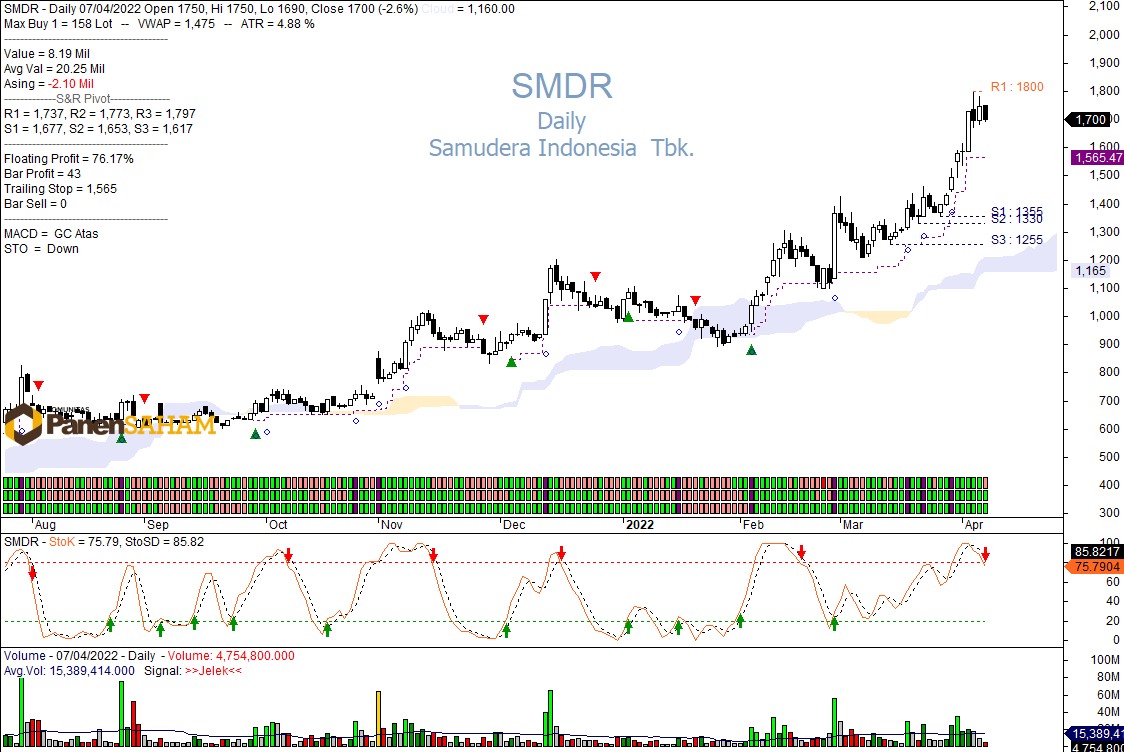 SMDR - Daily 07/04/2022 Open 1750, Hi 1750, Lo 1690, Close 1700 (-2.6%) Cloud = 1,160.00
Max Buy 1 = 158 Lot -- VWAP = 1,475 -- ATR = 4.88 %
Value = 8.19 Mil
Avg Val = 20.25 Mil
Asing = -2.10 Mil
-------------S&R Pivot---------------
R1 = 1,737, R2 = 1,773, R3 = 1,797
S1 = 1,677, S2 = 1,653, S3 = 1,617
Floating Profit = 76.17%
Bar Profit = 43
Trailing Stop = 1,565
Bar Sell = 0
MACD = GC Atas
STO = Down
SMDR
Daily
Samudera Indonesia Tbk.
R1 : 1800
S1 : 1355
S2 : 1330
S3 : 1255
KOMUNITAS
PanenSAHAM
2,100
2,000
1,900
1,800
1,700
1,600
1,565.47
1,500
1,400
1,300
1,200
1,165
1,100
1,000
900
800
700
600
500
400
300
Aug Sep Oct Nov Dec 2022 Feb Mar Apr
SMDR - StoK = 75.79, StoSD = 85.82
100
85.8217
75.7904
60
40
20
0
Volume - 07/04/2022 - Daily - Volume: 4,754,800.000
Avg.Vol: 15,389,414.000 Signal: >>Jelek<<
100M
80M
60M
40M
15,389,41
4,754,800